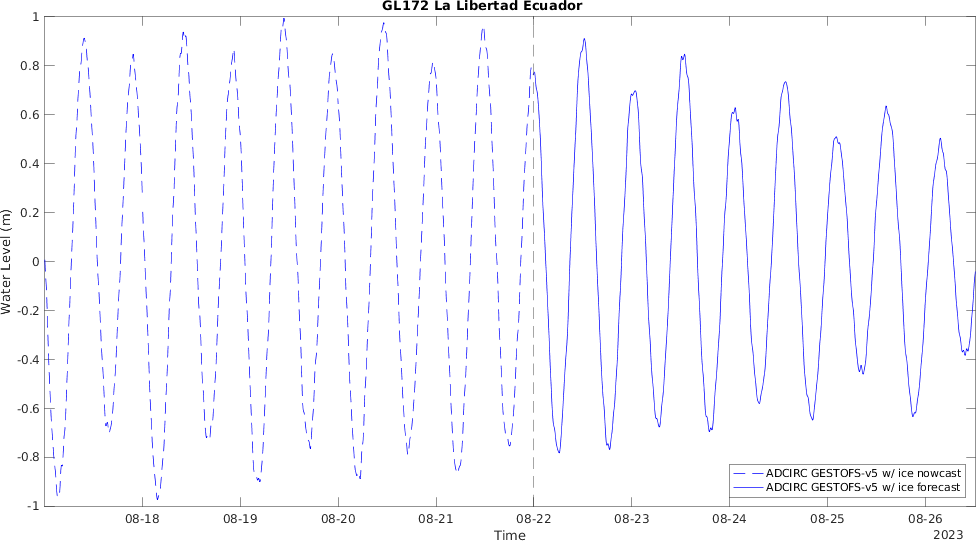 GL172 La Libertad Ecuador
1
0.8
0.6
0.4
0.2
0
-0.2
-0.4
-0.6
-0.8
-1
Water Level (m)
ADCIRC GESTOFS-v5 w/ ice nowcast
ADCIRC GESTOFS-v5 w/ ice forecast
08-18 08-19 08-20 08-21 08-22 08-23 08-24 08-25 08-26
Time
2023